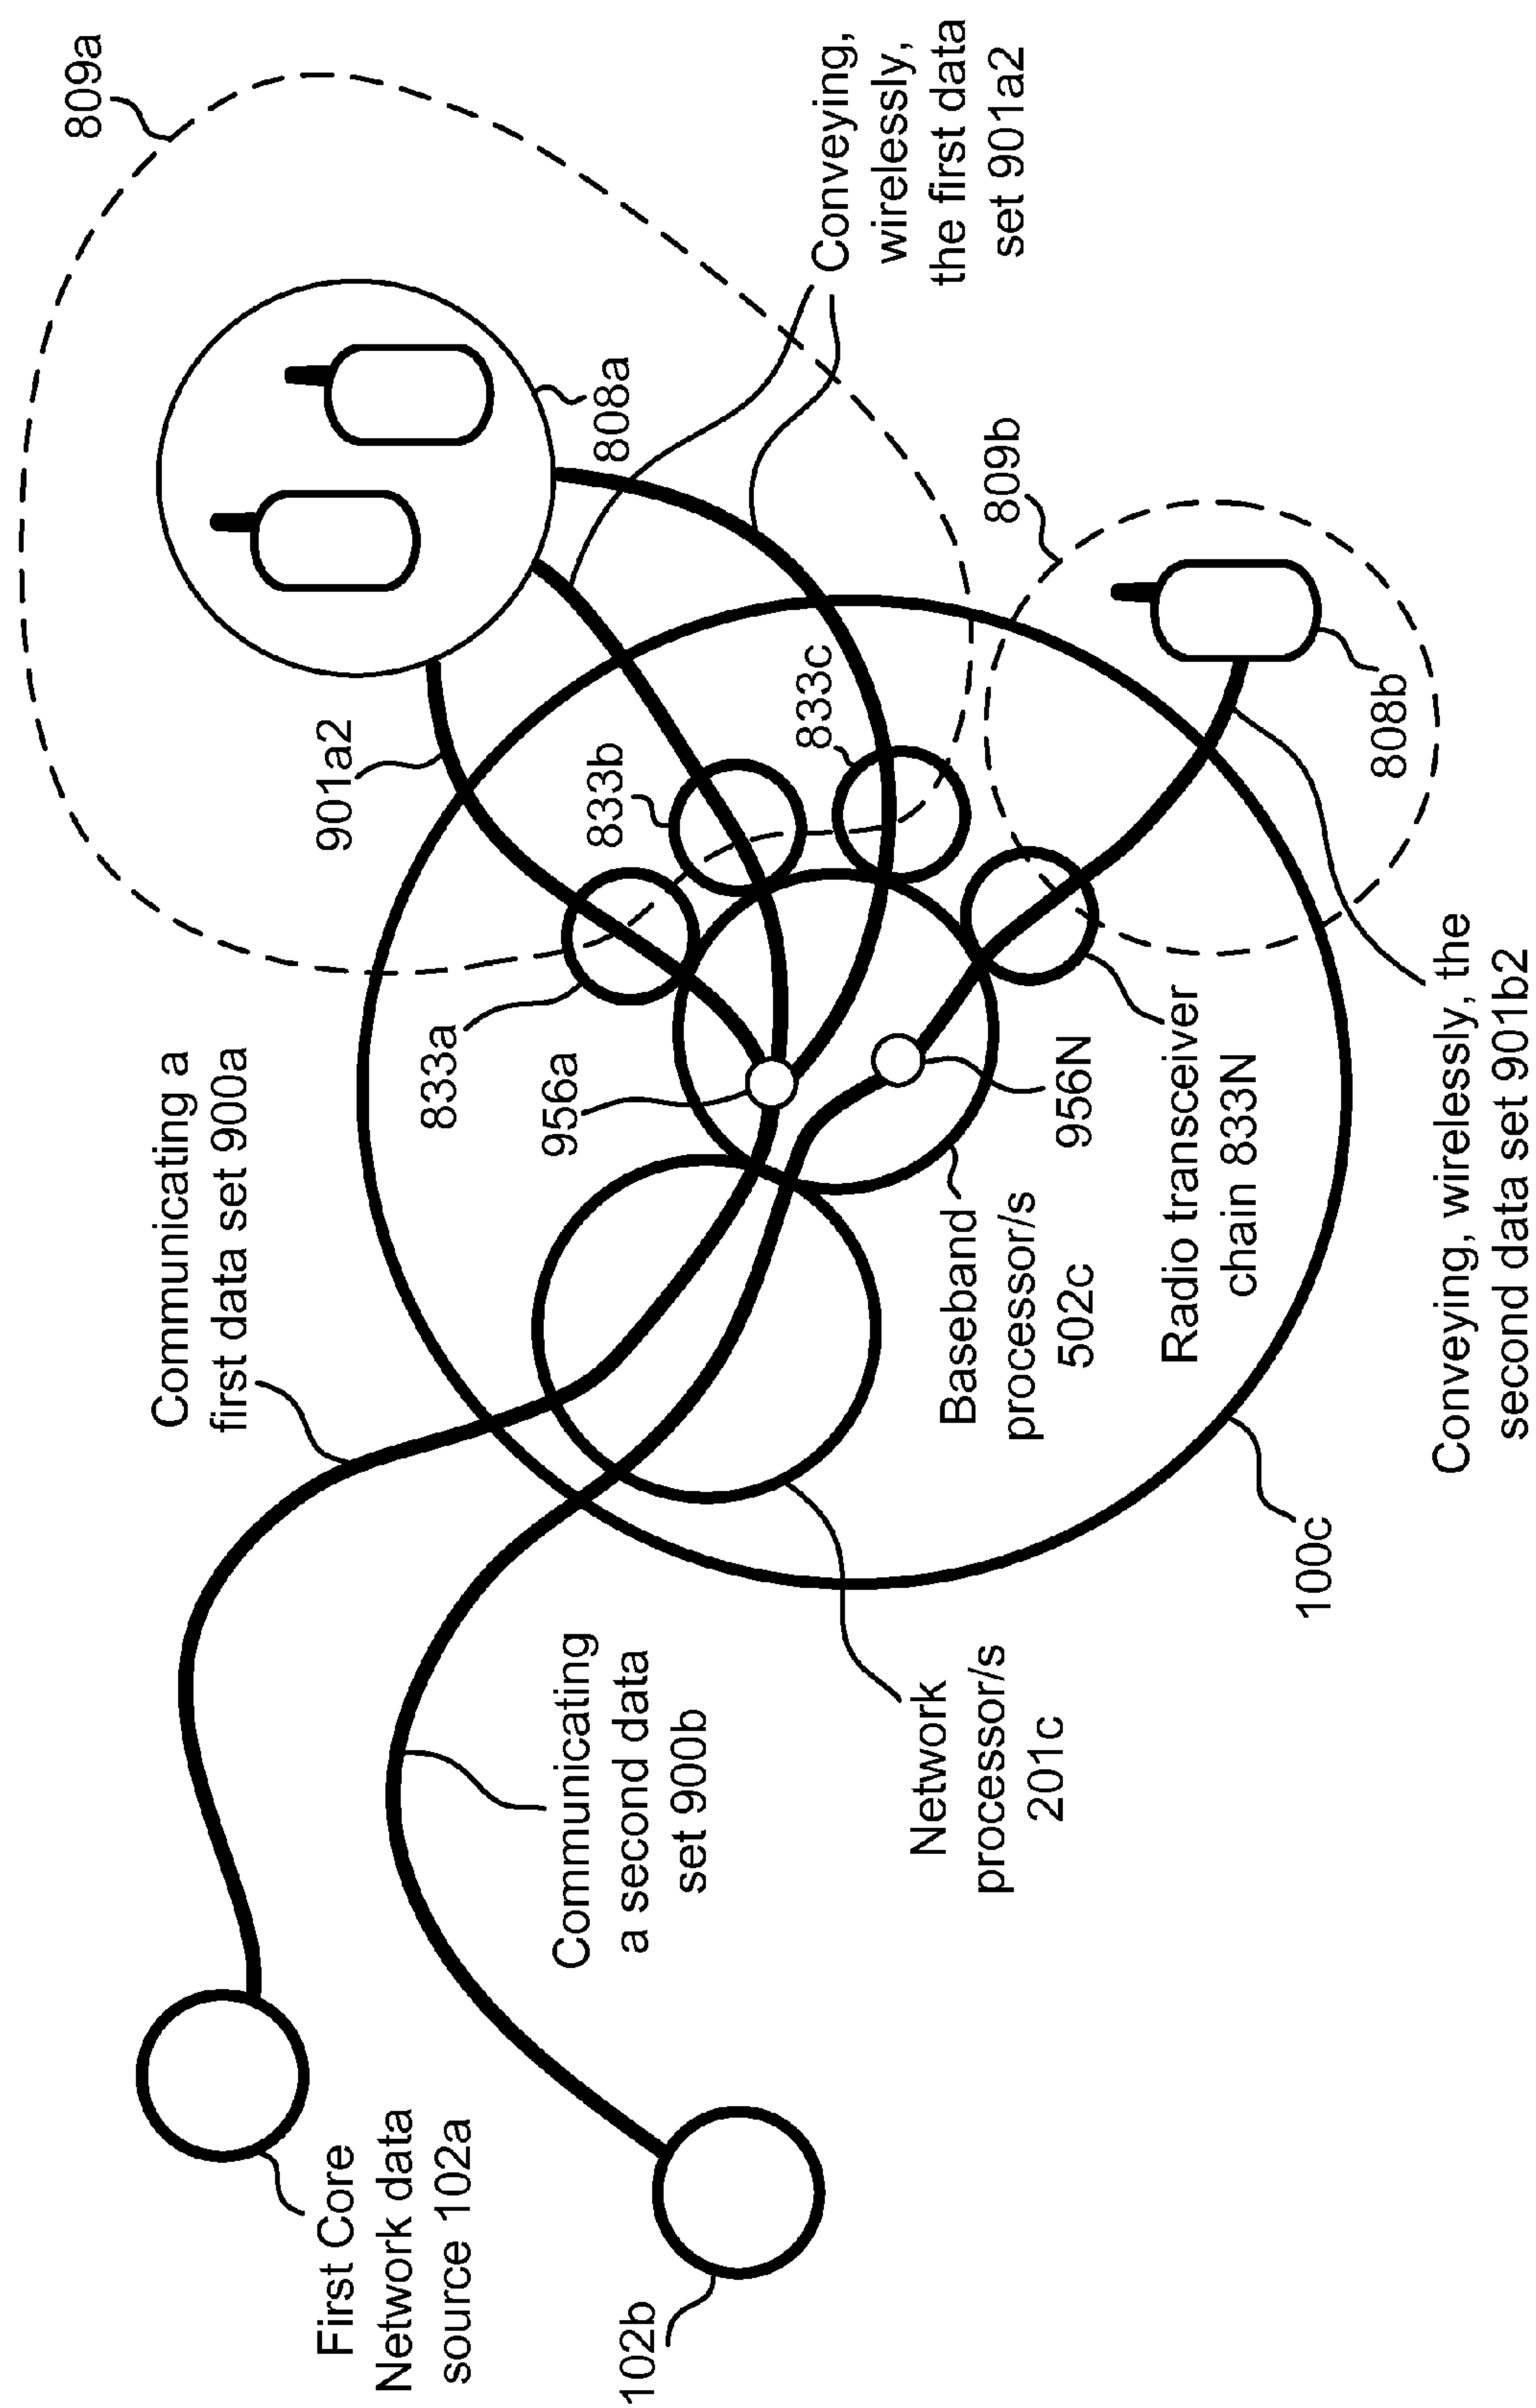 First Core
Network data
source 102a
102b
Communicating a
first data set 900a
Communicating
a second data
set 900b
Network
processor/s
201c
100c
Baseband
processor/s
502c
Radio transceiver
chain 833N
956a
956N
833a
833b
833c
901a2
808a
809a
809b
808b
Conveying,
wirelessly,
the first data
set 901a2
Conveying, wirelessly, the
second data set 901b2